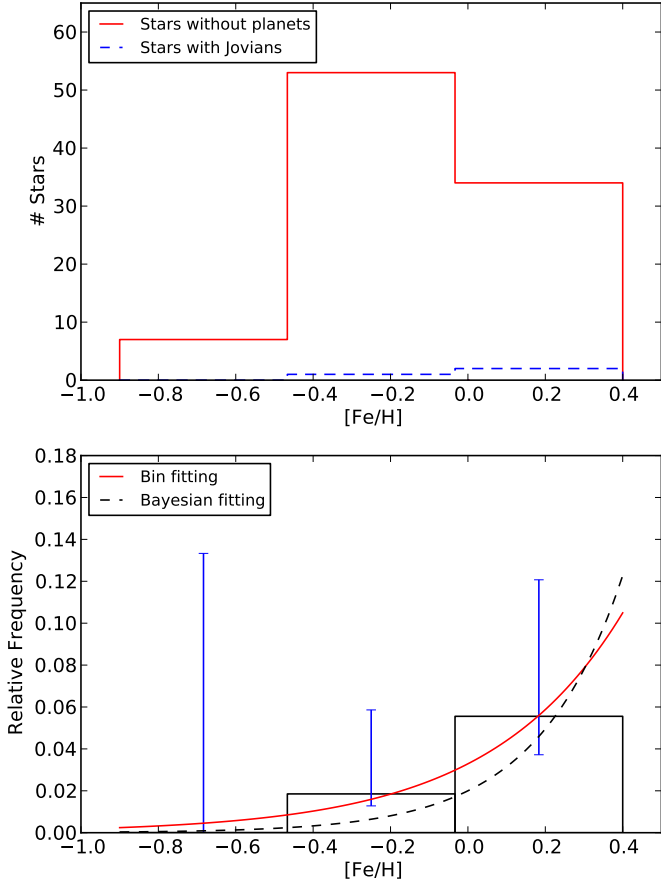 Stars without planets
Stars with Jovians
# Stars
60
50
40
30
20
10
0
−1.0 −0.8 −0.6 −0.4 −0.2 0.0 0.2 0.4
[Fe/H]
Bin fitting
Bayesian fitting
Relative Frequency
0.18
0.16
0.14
0.12
0.10
0.08
0.06
0.04
0.02
0.00
−1.0 −0.8 −0.6 −0.4 −0.2 0.0 0.2 0.4
[Fe/H]